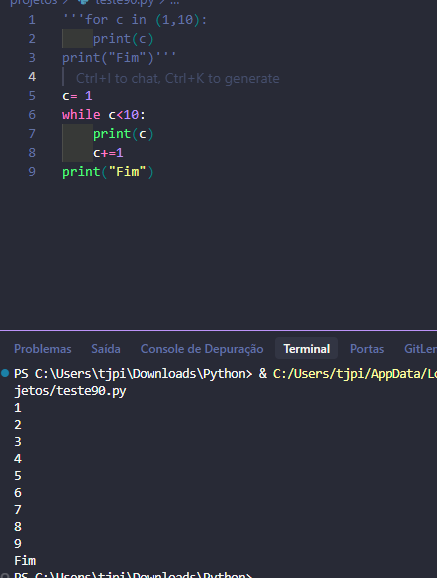 projetos > teste90.py > ...
1 '''for c in (1,10):
2 print(c)
3 print("Fim")'''
4 Ctrl+I to chat, Ctrl+K to generate
5 c= 1
6 while c<10:
7 print(c)
8 c+=1
9 print("Fim")
Problemas Saída Console de Depuração Terminal Portas GitLen
PS C:\Users\tjpi\Downloads\Python> & C:/Users/tjpi/AppData/Lo
jetos/teste90.py
1
2
3
4
5
6
7
8
9
Fim
PS C:\Users\tjpi\Downloads\Python>